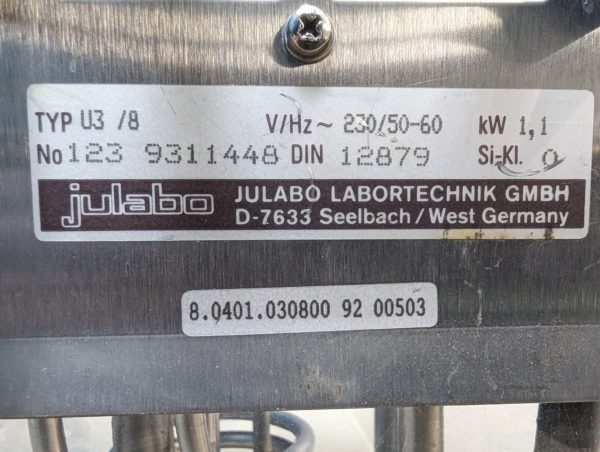 TYP U3 /8 V/Hz ~ 230/50-60 kW 1,1
No 123 9311448 DIN 12879 Si-Kl. 0
julabo JULABO LABORTECHNIK GMBH
D-7633 Seelbach / West Germany
8.0401.030800 92 00503